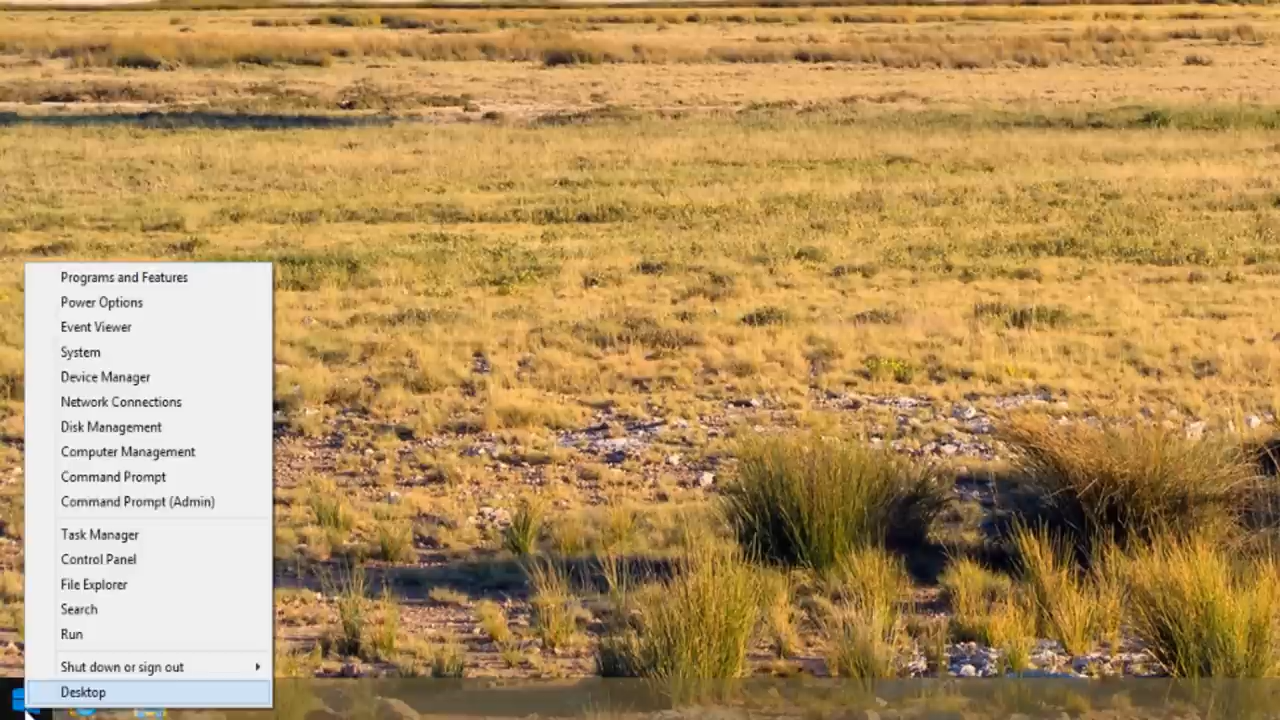 Programs and Features
Power Options
Event Viewer
System
Device Manager
Network Connections
Disk Management
Computer Management
Command Prompt
Command Prompt (Admin)
Task Manager
Control Panel
File Explorer
Search
Run
Shut down or sign out
Desktop